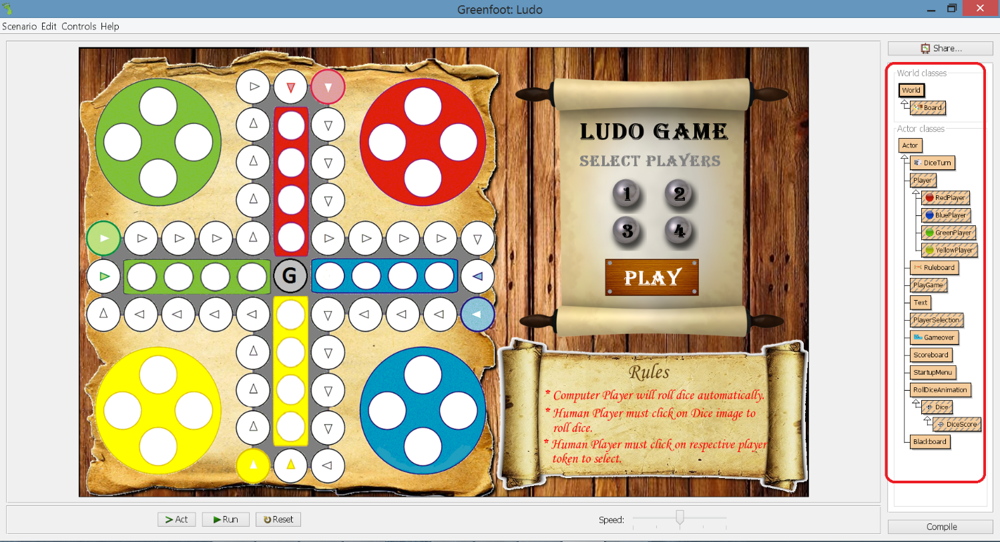 Greenfoot: Ludo
Scenario Edit Controls Help
Share...
World classes
World
Board
Actor classes
Actor
DiceTurn
Player
RedPlayer
BluePlayer
GreenPlayer
YellowPlayer
Ruleboard
PlayGame
Text
PlayerSelection
Gameover
Scoreboard
StartupMenu
RollDiceAnimation
Dice
DiceScore
Blackboard
Compile
G
LUDO GAME
SELECT PLAYERS
1 2
3 4
PLAY
Rules
* Computer Player will roll dice automatically.
* Human Player must click on Dice image to
roll dice.
* Human Player must click on respective player
token to select.
Act Run Reset Speed: